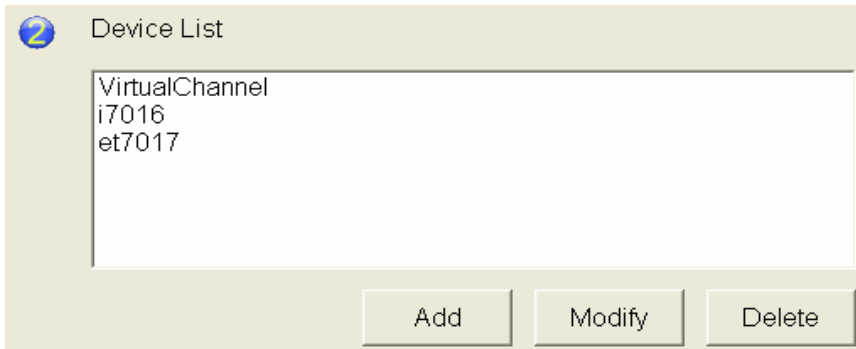 2 Device List
VirtualChannel
i7016
et7017
Add Modify Delete